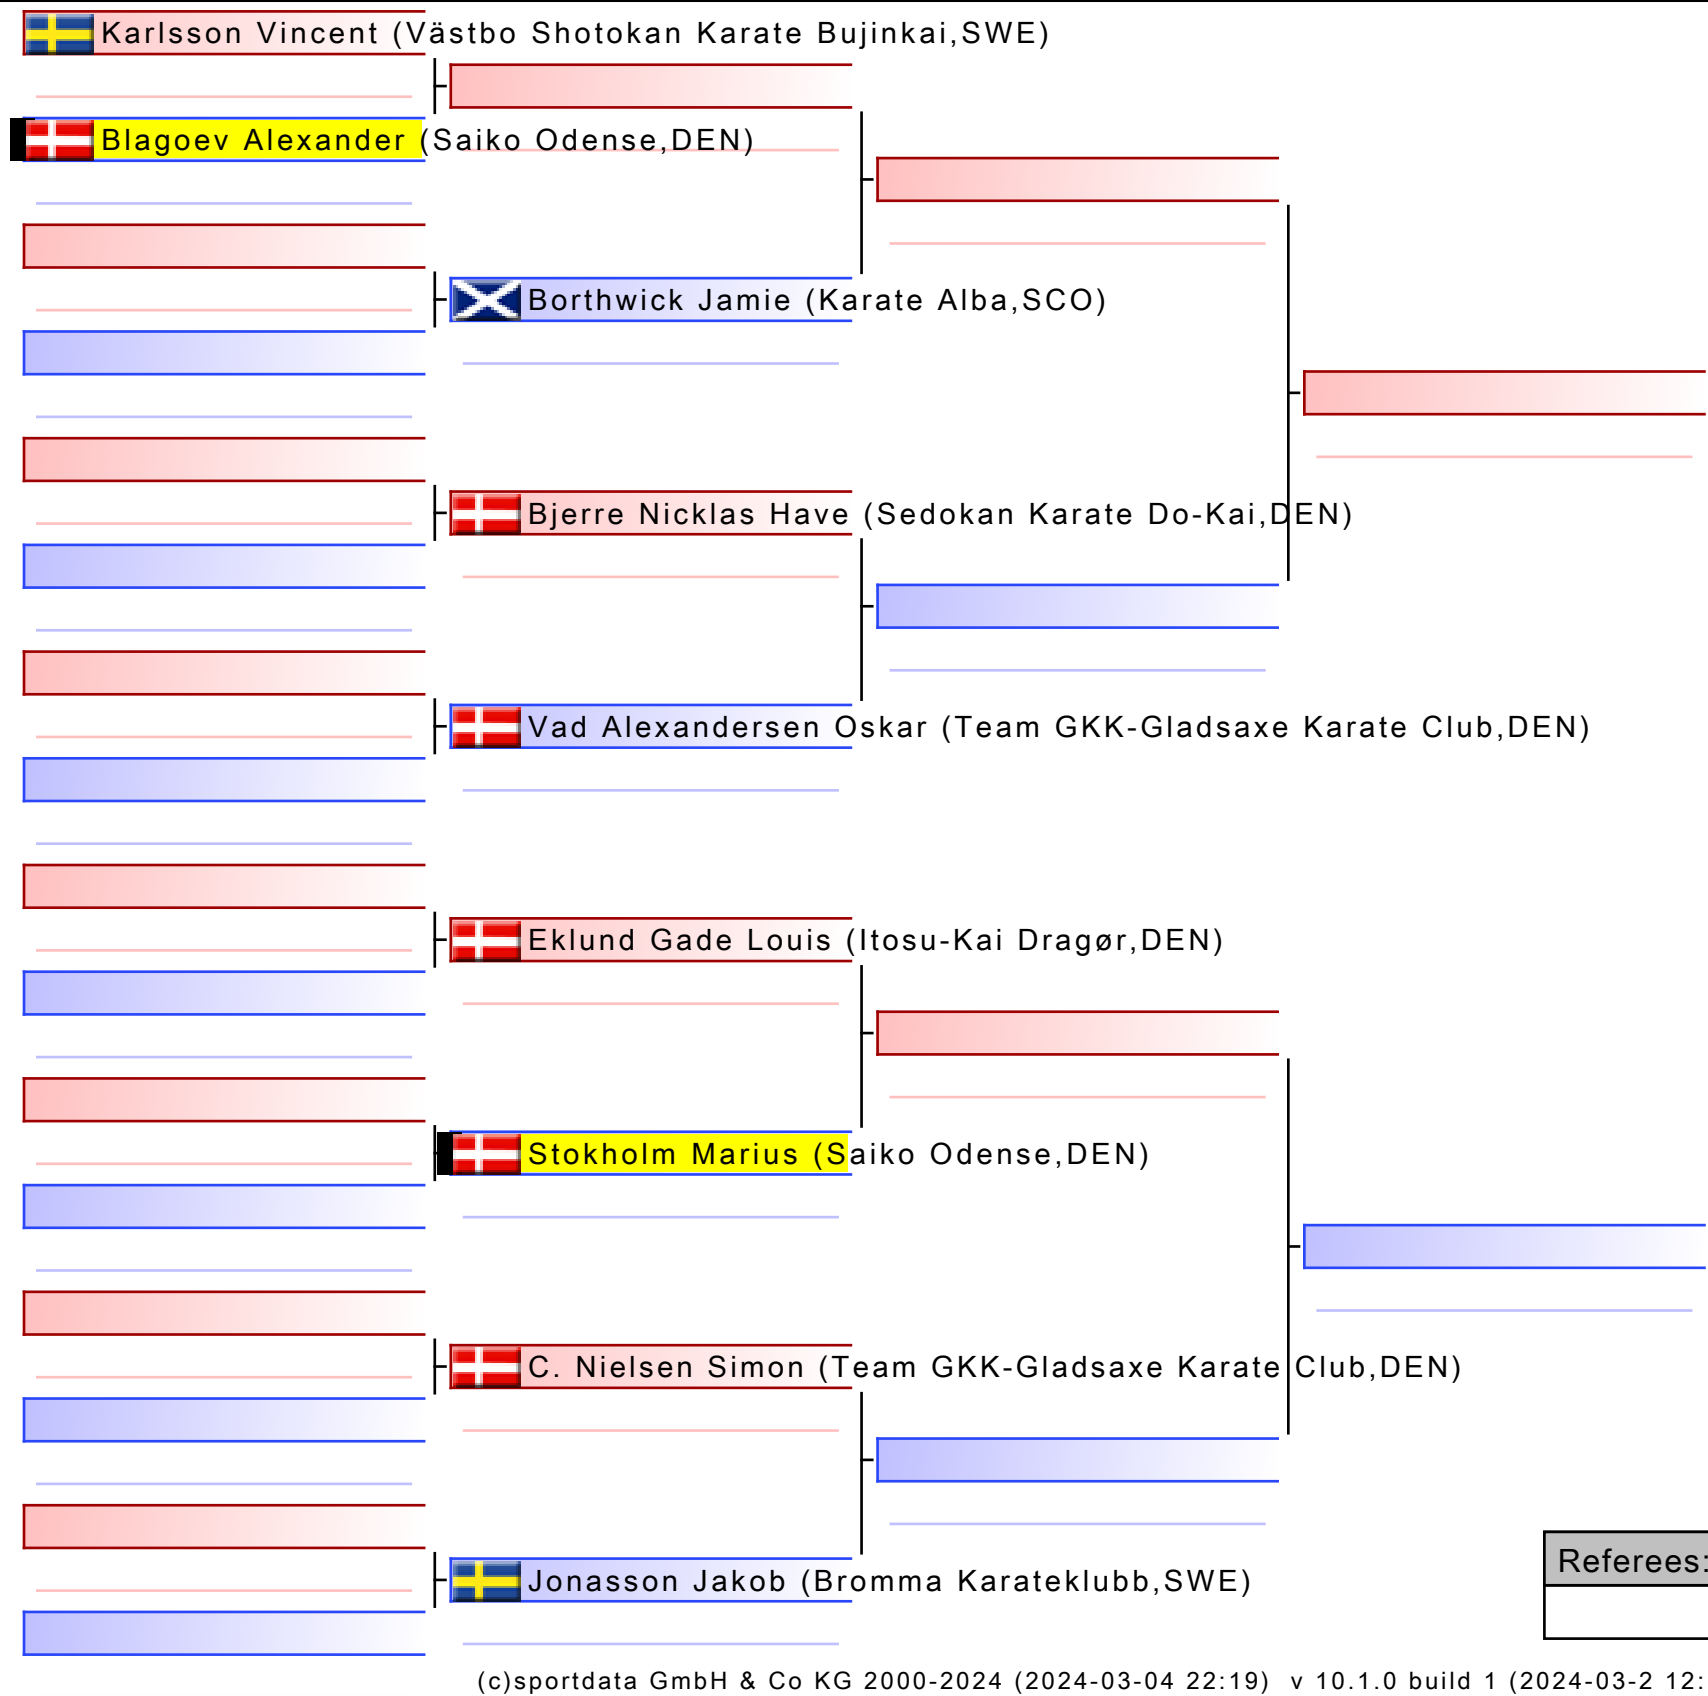 Karlsson Vincent (Västbo Shotokan Karate Bujinkai,SWE)
Blagoev Alexander (Saiko Odense,DEN)
Borthwick Jamie (Karate Alba,SCO)
Bjerre Nicklas Have (Sedokan Karate Do-Kai,DEN)
Vad Alexandersen Oskar (Team GKK-Gladsaxe Karate Club,DEN)
Eklund Gade Louis (Itosu-Kai Dragør,DEN)
Stokholm Marius (Saiko Odense,DEN)
C. Nielsen Simon (Team GKK-Gladsaxe Karate Club,DEN)
Referees:
Jonasson Jakob (Bromma Karateklubb,SWE)
(c)sportdata GmbH & Co KG 2000-2024 (2024-03-04 22:19) v 10.1.0 build 1 (2024-03-2 12: